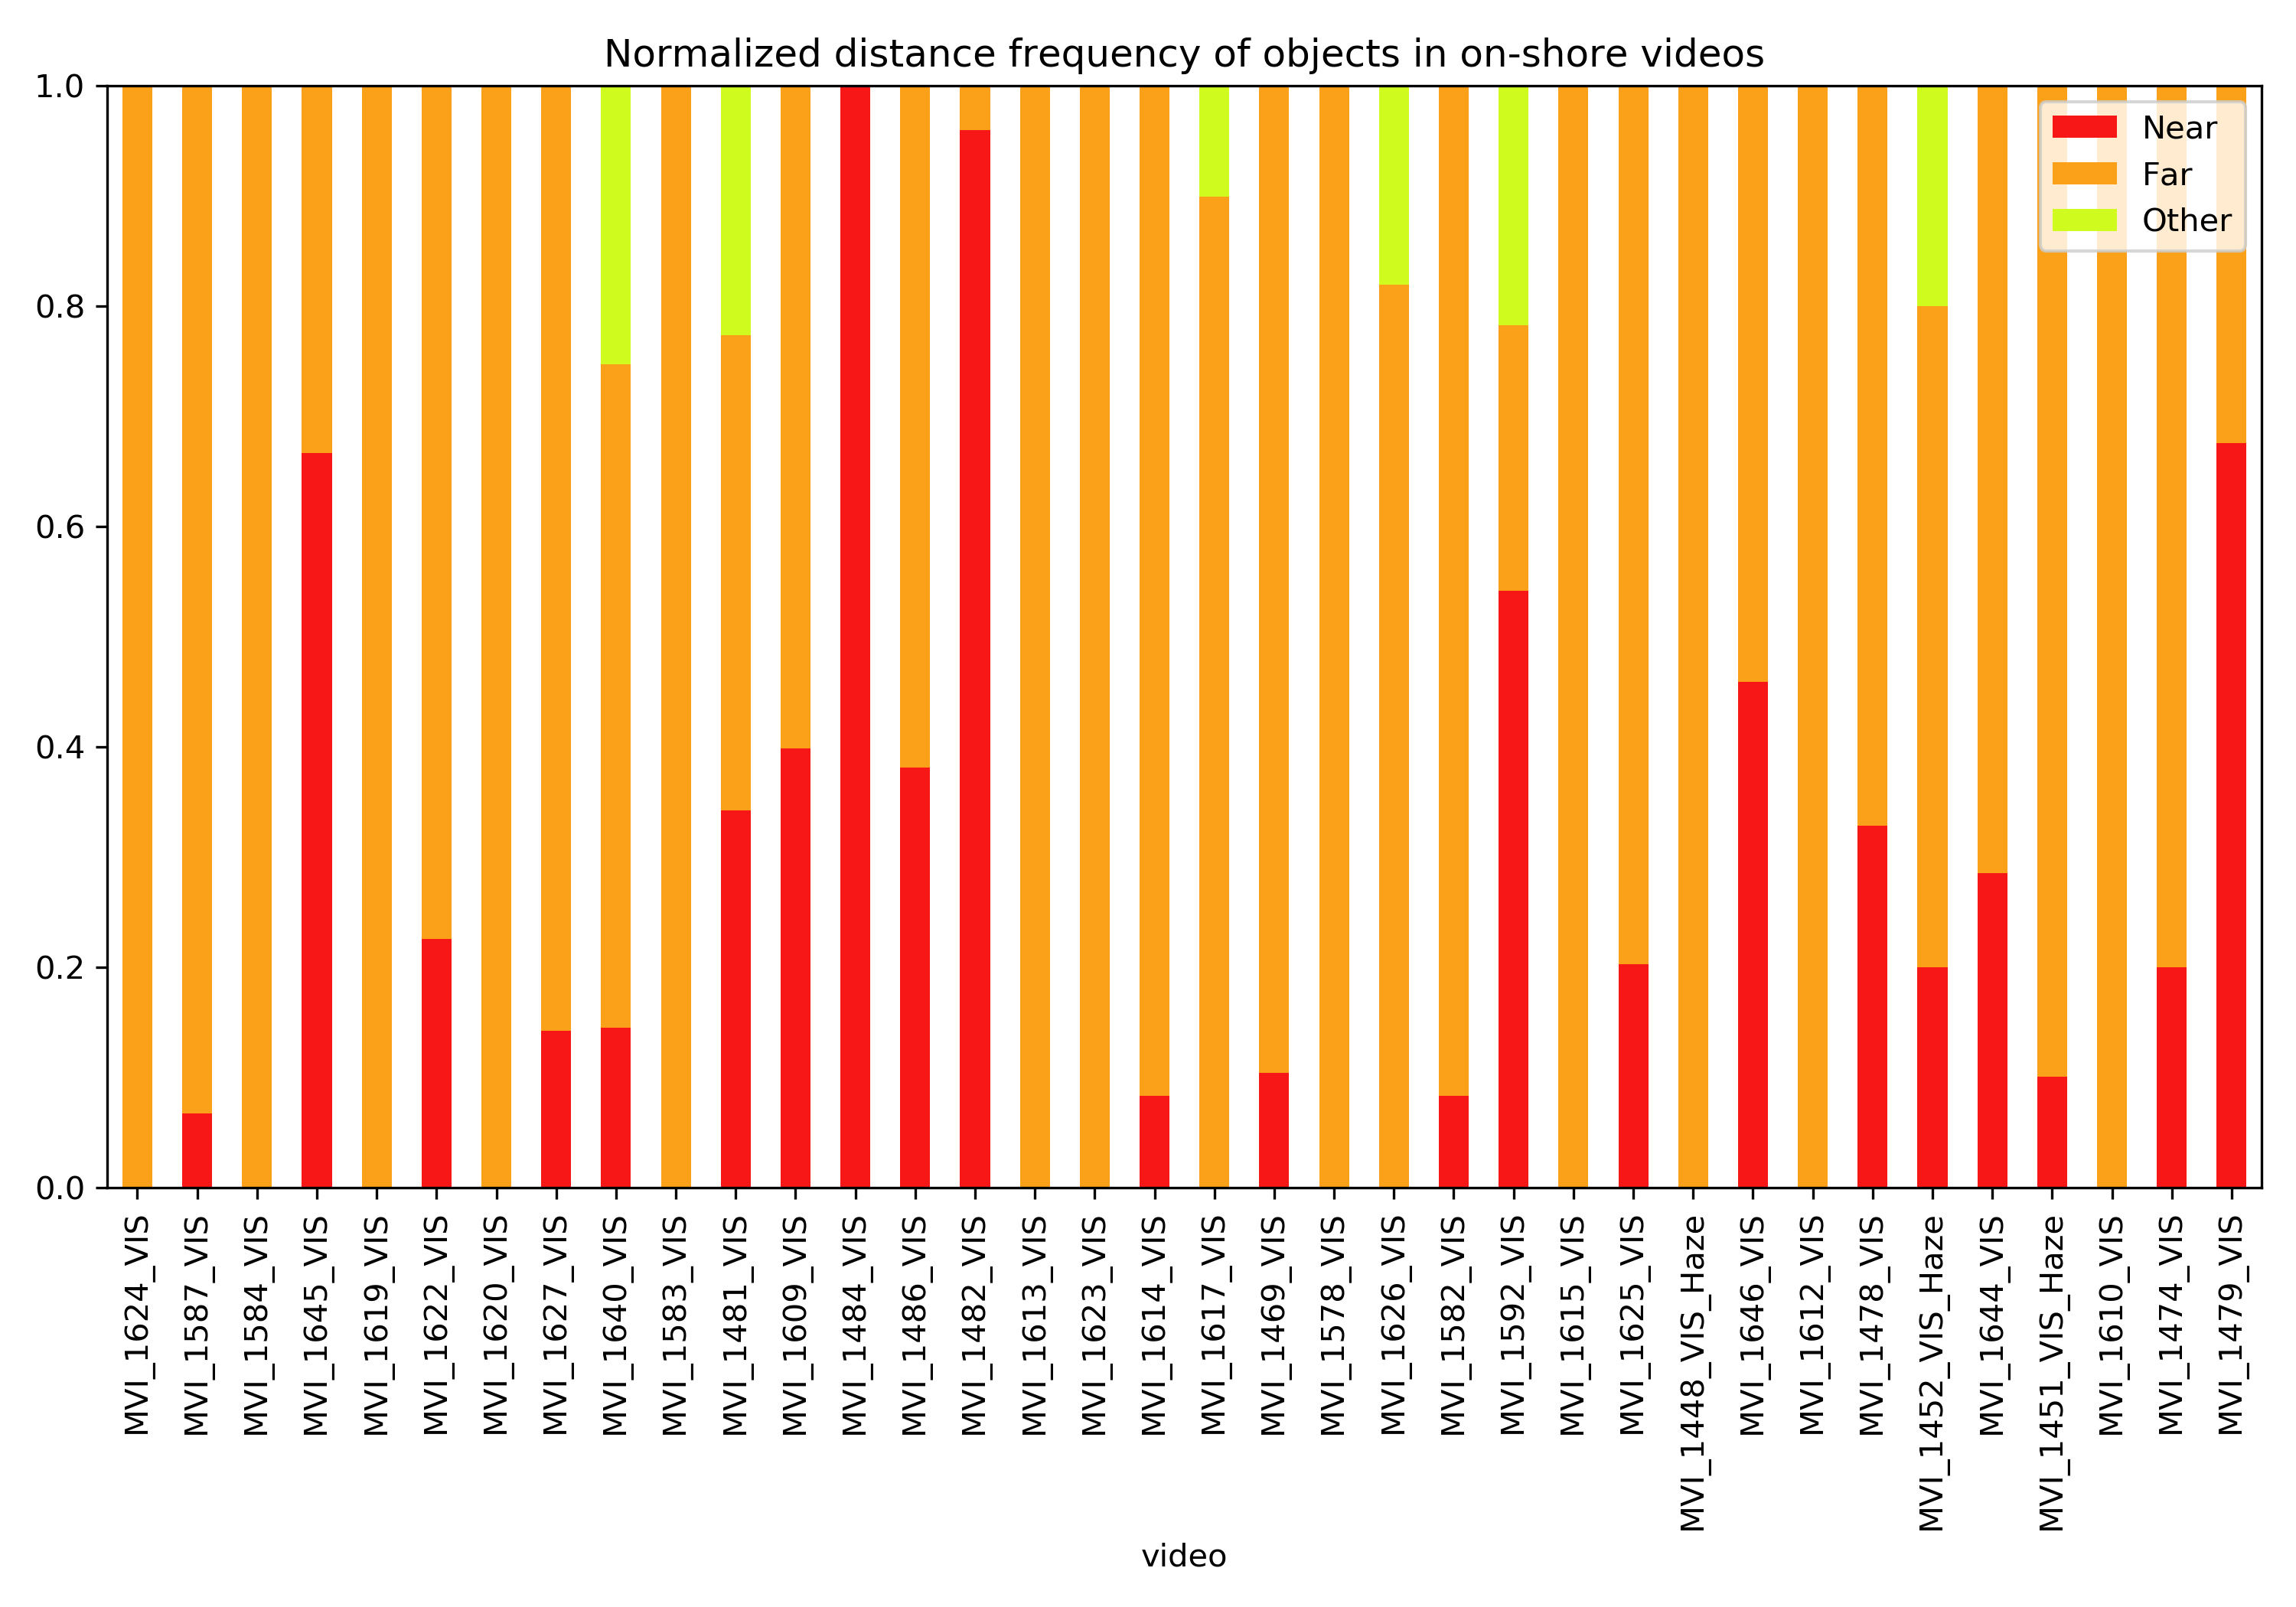 Normalized distance frequency of objects in on-shore videos
1.0
0.8
0.6
0.4
0.2
0.0
Near
Far
Other
MVI_1624_VIS
MVI_1587_VIS
MVI_1584_VIS
MVI_1645_VIS
MVI_1619_VIS
MVI_1622_VIS
MVI_1620_VIS
MVI_1627_VIS
MVI_1640_VIS
MVI_1583_VIS
MVI_1481_VIS
MVI_1609_VIS
MVI_1484_VIS
MVI_1486_VIS
MVI_1482_VIS
MVI_1613_VIS
MVI_1623_VIS
MVI_1614_VIS
MVI_1617_VIS
MVI_1469_VIS
MVI_1578_VIS
MVI_1626_VIS
MVI_1582_VIS
MVI_1592_VIS
MVI_1615_VIS
MVI_1625_VIS
MVI_1448_VIS_Haze
MVI_1646_VIS
MVI_1612_VIS
MVI_1478_VIS
MVI_1452_VIS_Haze
MVI_1644_VIS
MVI_1451_VIS_Haze
MVI_1610_VIS
MVI_1474_VIS
MVI_1479_VIS
video